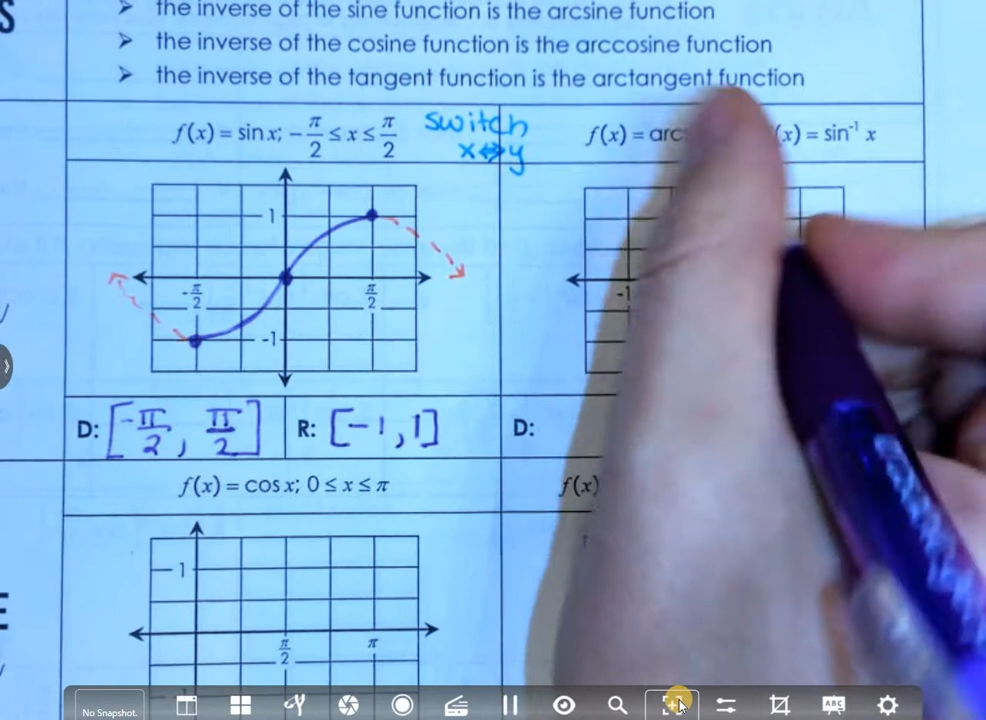 S
➢ the inverse of the sine function is the arcsine function
➢ the inverse of the cosine function is the arccosine function
➢ the inverse of the tangent function is the arctangent function
f(x) = sin x; -π/2 ≤ x ≤ π/2
switch
x⇔y
f(x) = arc (x) = sin⁻¹ x
1
-π/2
π/2
-1
-1
D: [-π/2, π/2]
R: [-1, 1]
D:
f(x) = cos x; 0 ≤ x ≤ π
f(x)
1
π/2
π
E
No Snapshot.
ABC